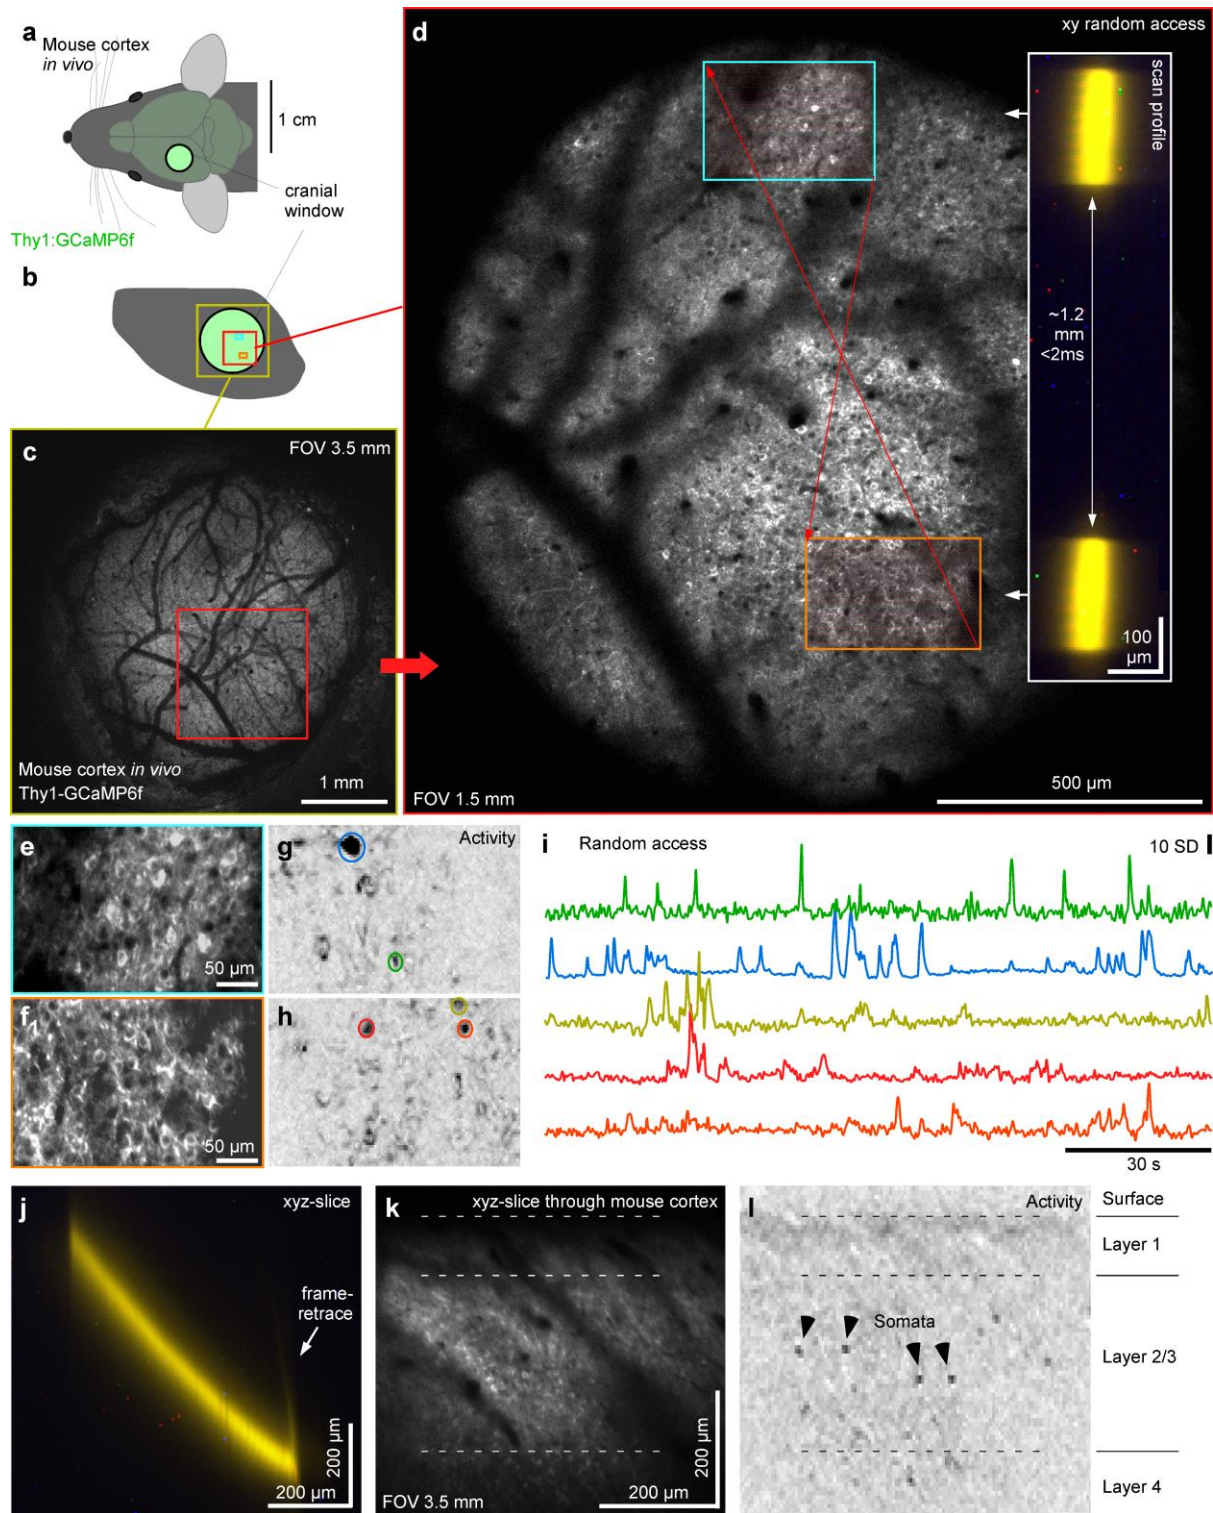 a
Mouse cortex
in vivo
1 cm
cranial
window
Thy1:GCaMP6f
b
c
FOV 3.5 mm
Mouse cortex in vivo
Thy1-GCaMP6f
1 mm
d
xy random access
scan profile
~1.2
mm
<2ms
100
µm
500 µm
FOV 1.5 mm
e
50 µm
f
1
50 µm
g
Activity
h
i
Random access
10 SD
30 s
j
xyz-slice
frame-
retrace
200 µm
200 µm
k
xyz-slice through mouse cortex
200 µm
200 µm
FOV 3.5 mm
l
Activity
Somata
Surface
Layer 1
Layer 2/3
Layer 4